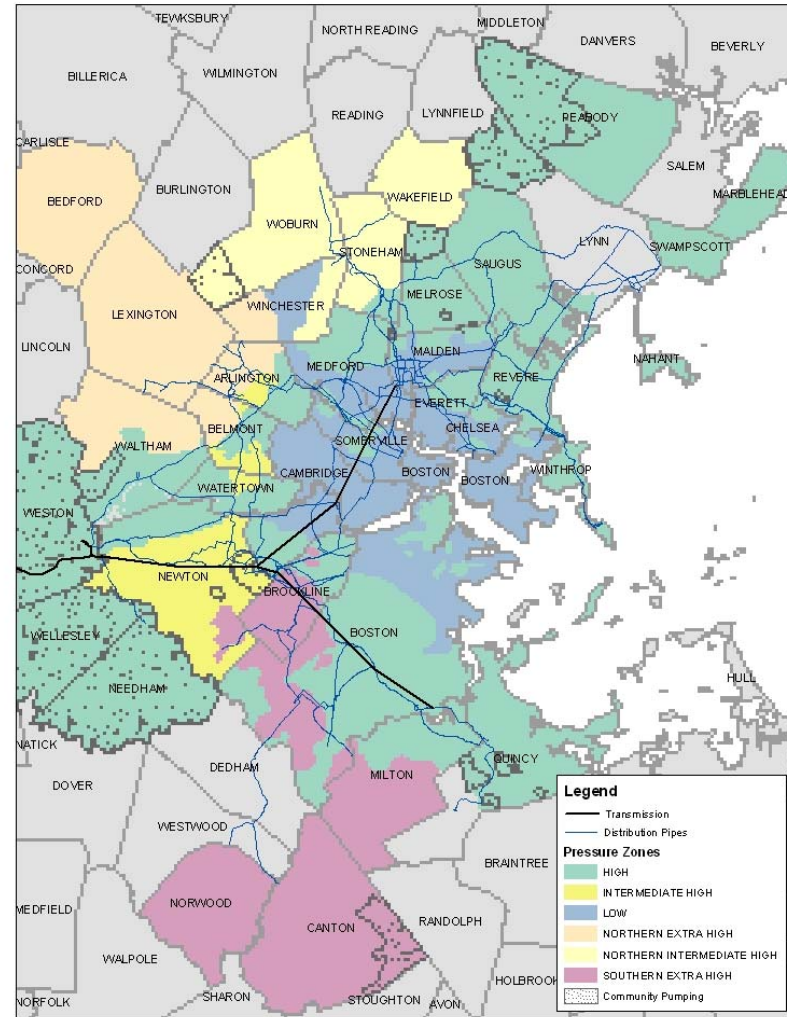 TEWKSBURY
NORTH READING
MIDDLETON
DANVERS
BEVERLY
BILLERICA
WILMINGTON
READING
LYNNFIELD
PEABODY
CARLISLE
BURLINGTON
SALEM
BEDFORD
WOBURN
WAKEFIELD
MARBLEHEAD
STONEHAM
LYNN
SWAMPSCOTT
CONCORD
SAUGUS
LEXINGTON
WINCHESTER
MELROSE
LINCOLN
MALDEN
NAHANT
ARLINGTON
MEDFORD
REVERE
EVERETT
BELMONT
CHELSEA
WALTHAM
SOMERVILLE
CAMBRIDGE
BOSTON
BOSTON
WINTHROP
WATERTOWN
WESTON
NEWTON
BROOKLINE
BOSTON
WELLESLEY
HULL
NEEDHAM
NATICK
DEDHAM
QUINCY
MILTON
DOVER
WESTWOOD
BRAINTREE
MEDFIELD
NORWOOD
CANTON
RANDOLPH
WALPOLE
HOLBROOK
SHARON
STOUGHTON
AVON
NORFOLK
Legend
Transmission
Distribution Pipes
Pressure Zones
HIGH
INTERMEDIATE HIGH
LOW
NORTHERN EXTRA HIGH
NORTHERN INTERMEDIATE HIGH
SOUTHERN EXTRA HIGH
Community Pumping